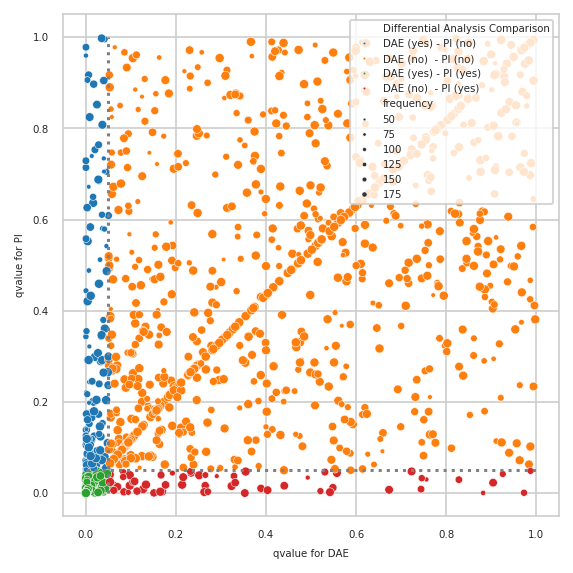 Differential Analysis Comparison
DAE (yes) - PI (no)
DAE (no) - PI (no)
DAE (yes) - PI (yes)
DAE (no) - PI (yes)
frequency
50
75
100
125
150
175
qvalue for PI
1.0
0.8
0.6
0.4
0.2
0.0
0.0 0.2 0.4 0.6 0.8 1.0
qvalue for DAE